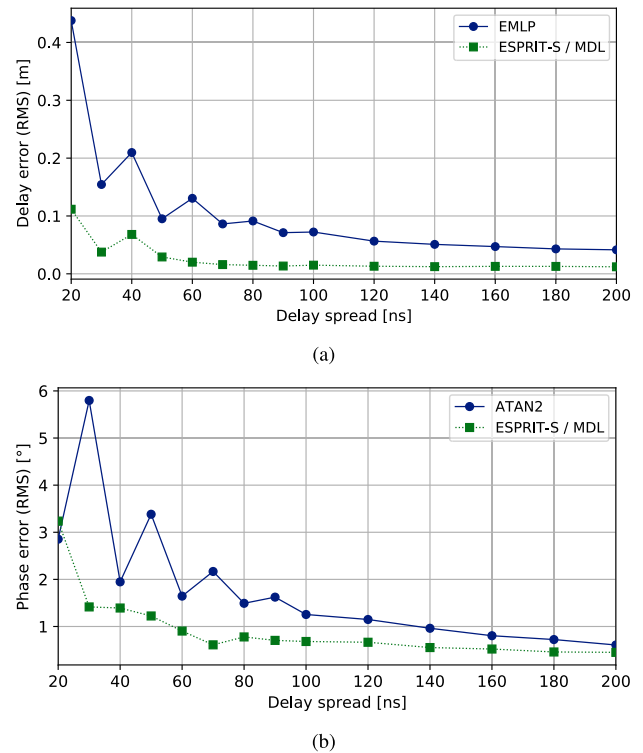 EMLP
ESPRIT-S / MDL
Delay error (RMS) [m]
0.4
0.3
0.2
0.1
0.0
20 40 60 80 100 120 140 160 180 200
Delay spread [ns]
(a)
ATAN2
ESPRIT-S / MDL
Phase error (RMS) [°]
6
5
4
3
2
1
20 40 60 80 100 120 140 160 180 200
Delay spread [ns]
(b)